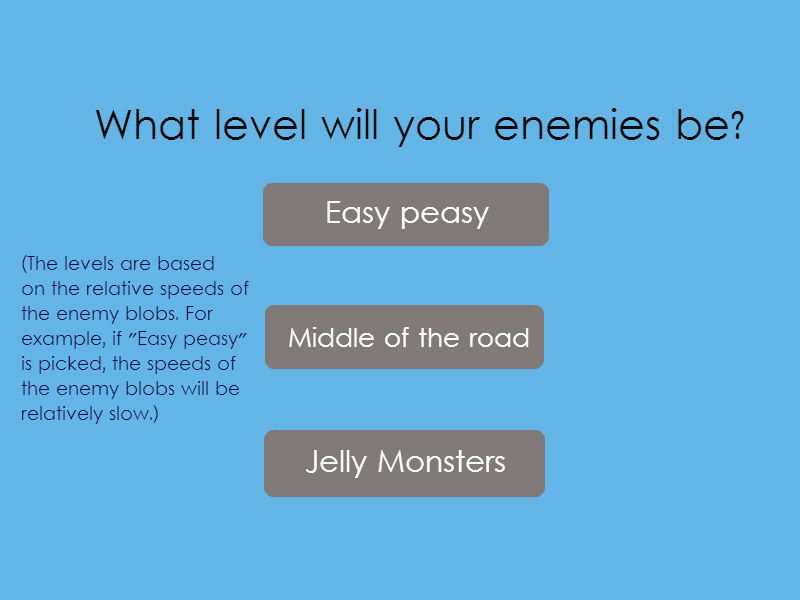 What level will your enemies be?
Easy peasy
(The levels are based
on the relative speeds of
the enemy blobs. For
example, if "Easy peasy"
is picked, the speeds of
the enemy blobs will be
relatively slow.)
Middle of the road
Jelly Monsters